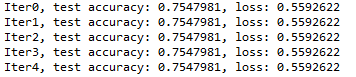 Iter0, test accuracy: 0.7547981, loss: 0.5592622
Iter1, test accuracy: 0.7547981, loss: 0.5592622
Iter2, test accuracy: 0.7547981, loss: 0.5592622
Iter3, test accuracy: 0.7547981, loss: 0.5592622
Iter4, test accuracy: 0.7547981, loss: 0.5592622